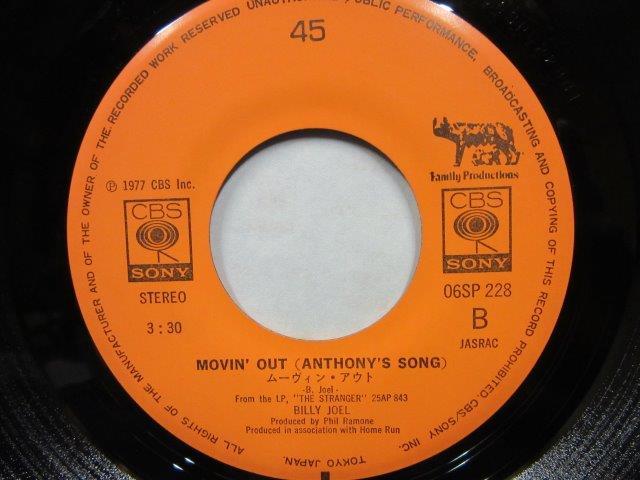 ALL RIGHTS OF THE MANUFACTURER AND OF THE OWNER OF THE RECORDED WORK RESERVED UNAUTHORIZED PUBLIC PERFORMANCE, BROADCASTING AND COPYING OF THIS RECORD PROHIBITED. CBS/SONY INC. TOKYO JAPAN.
45
Family Productions
Ⓟ 1977 CBS Inc.
CBS
SONY
CBS
SONY
STEREO
06SP 228
3:30
B
JASRAC
MOVIN' OUT (ANTHONY'S SONG)
ムーヴィン・アウト
-B. Joel-
From the LP, "THE STRANGER" 25AP 843
BILLY JOEL
Produced by Phil Ramone
Produced in association with Home Run